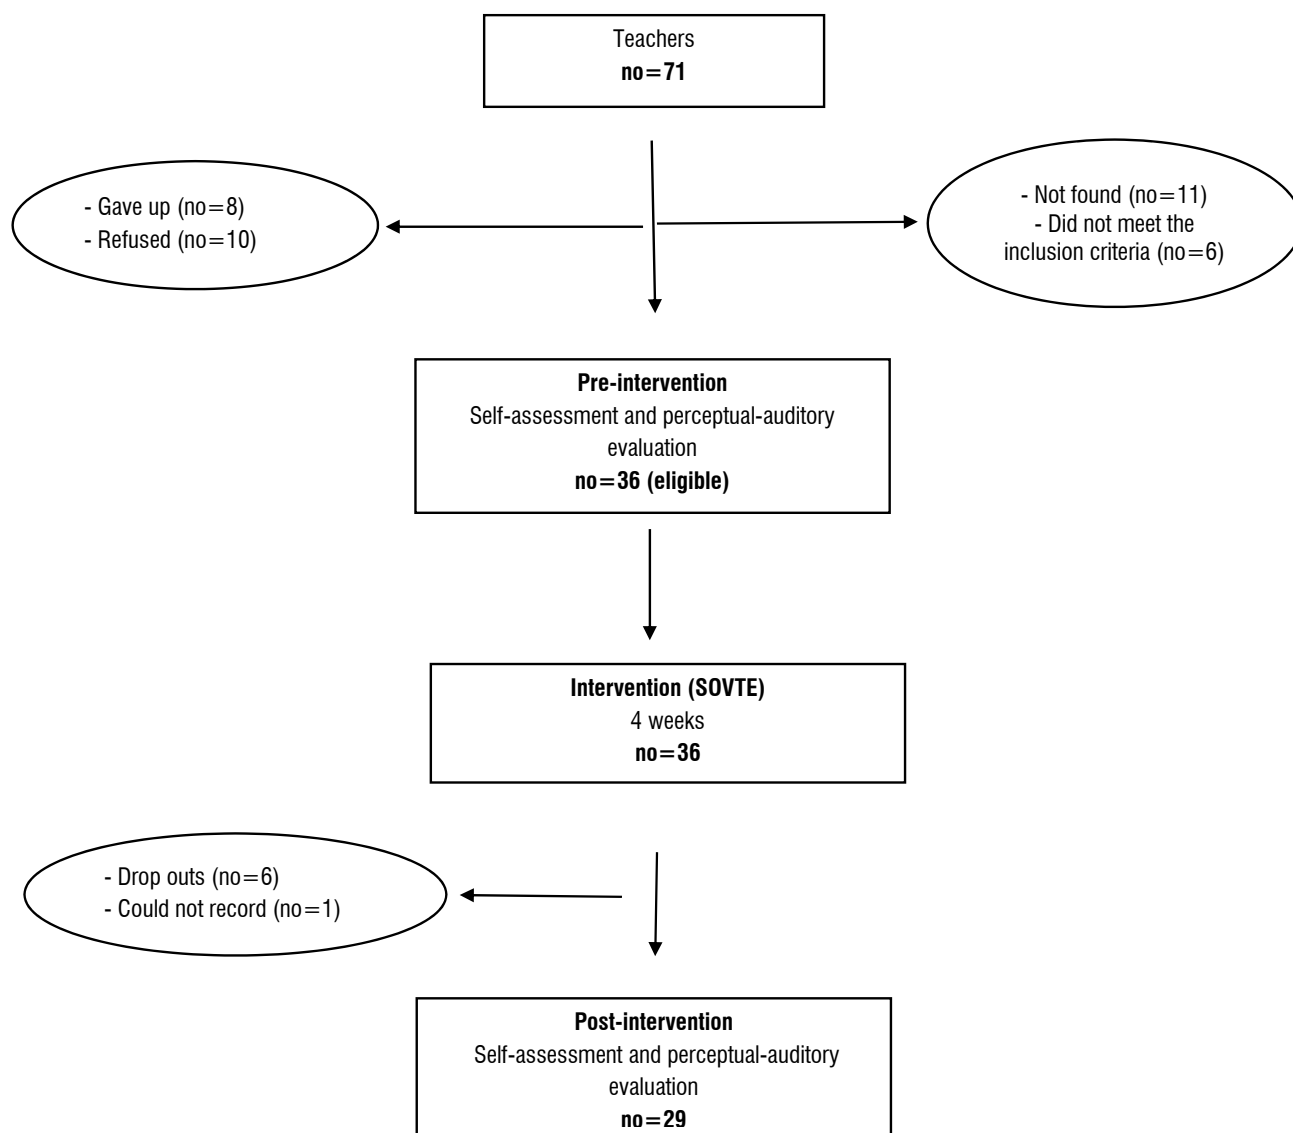 Teachers
no=71
- Gave up (no=8)
- Refused (no=10)
- Not found (no=11)
- Did not meet the
inclusion criteria (no=6)
Pre-intervention
Self-assessment and perceptual-auditory
evaluation
no=36 (eligible)
Intervention (SOVTE)
4 weeks
no=36
- Drop outs (no=6)
- Could not record (no=1)
Post-intervention
Self-assessment and perceptual-auditory
evaluation
no=29